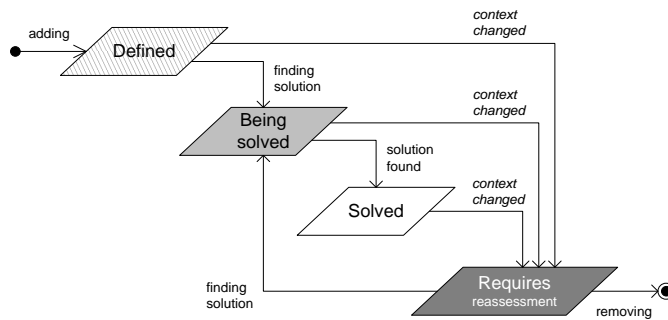 adding
Defined
context
changed
finding
solution
Being
solved
context
changed
solution
found
Solved
context
changed
Requires
reassessment
finding
solution
removing